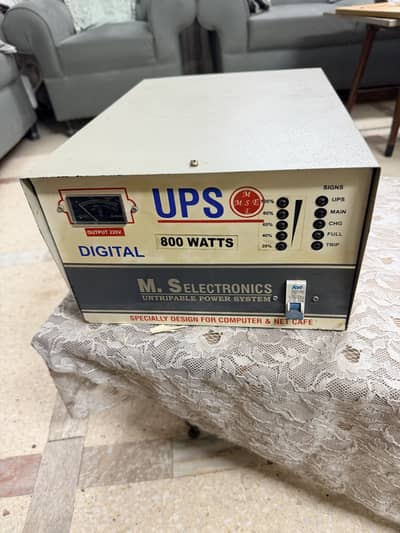 UPS
M
MSE
E
OUTPUT 220V
DIGITAL
800 WATTS
80%
60%
40%
20%
SIGNS
UPS
MAIN
CHG
FULL
TRIP
M. S ELECTRONICS
UNTRIPABLE POWER SYSTEM
SPECIALLY DESIGN FOR COMPUTER & NET CAFE